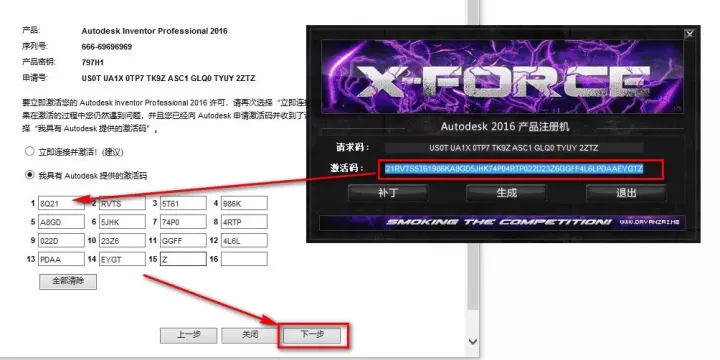 产品: Autodesk Inventor Professional 2016
序列号: 666-69696969
产品密钥: 797H1
申请号: US0T UA1X 0TP7 TK9Z ASC1 GLQ0 TYUY 2ZTZ
要立即激活您的 Autodesk Inventor Professional 2016 许可，请再次选择“立即连
果在激活的过程中您仍然遇到问题，并且您已经向 Autodesk 申请激活码并收到了
择“我具有 Autodesk 提供的激活码”。
立即连接并激活! (建议)
我具有 Autodesk 提供的激活码
1 8Q21 2 RVTS 3 5T61 4 986K
5 A8GD 6 5JHK 7 74P0 8 4RTP
9 022D 10 23Z6 11 GGFF 12 4L6L
13 PDAA 14 EYGT 15 Z 16
全部清除
上一步 关闭 下一步
X-FORCE
Autodesk 2016 产品注册机
请求码: US0T UA1X 0TP7 TK9Z ASC1 GLQ0 TYUY 2ZTZ
激活码: 21RVTS5T61986KA8GD5JHK74P04RTP022D23Z6GGFF4L6LPDAAEYGTZ
补丁 生成 退出
SMOKING THE COMPETITION! WWW.DAYANZAI.ME